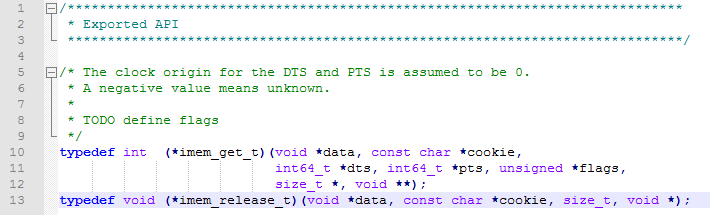 1 /******************************************************************************
2  * Exported API
3  ******************************************************************************/
4
5 /* The clock origin for the DTS and PTS is assumed to be 0.
6  * A negative value means unknown.
7  *
8  * TODO define flags
9  */
10 typedef int  (*imem_get_t)(void *data, const char *cookie,
11                            int64_t *dts, int64_t *pts, unsigned *flags,
12                            size_t *, void **);
13 typedef void (*imem_release_t)(void *data, const char *cookie, size_t, void *);